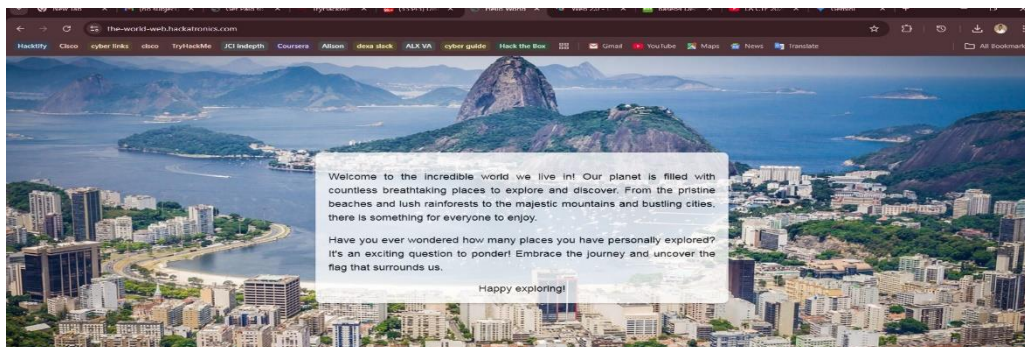 the-world-web.hackatronics.com
Hacktify Cisco cyber links cisco TryHackMe JCI Indepth Coursera Alison dexa slack ALX VA cyber guide Hack the Box Gmail YouTube Maps News Translate All Bookmark
Welcome to the incredible world we live in! Our planet is filled with
countless breathtaking places to explore and discover. From the pristine
beaches and lush rainforests to the majestic mountains and bustling cities,
there is something for everyone to enjoy.
Have you ever wondered how many places you have personally explored?
It's an exciting question to ponder! Embrace the journey and uncover the
flag that surrounds us.
Happy exploring!